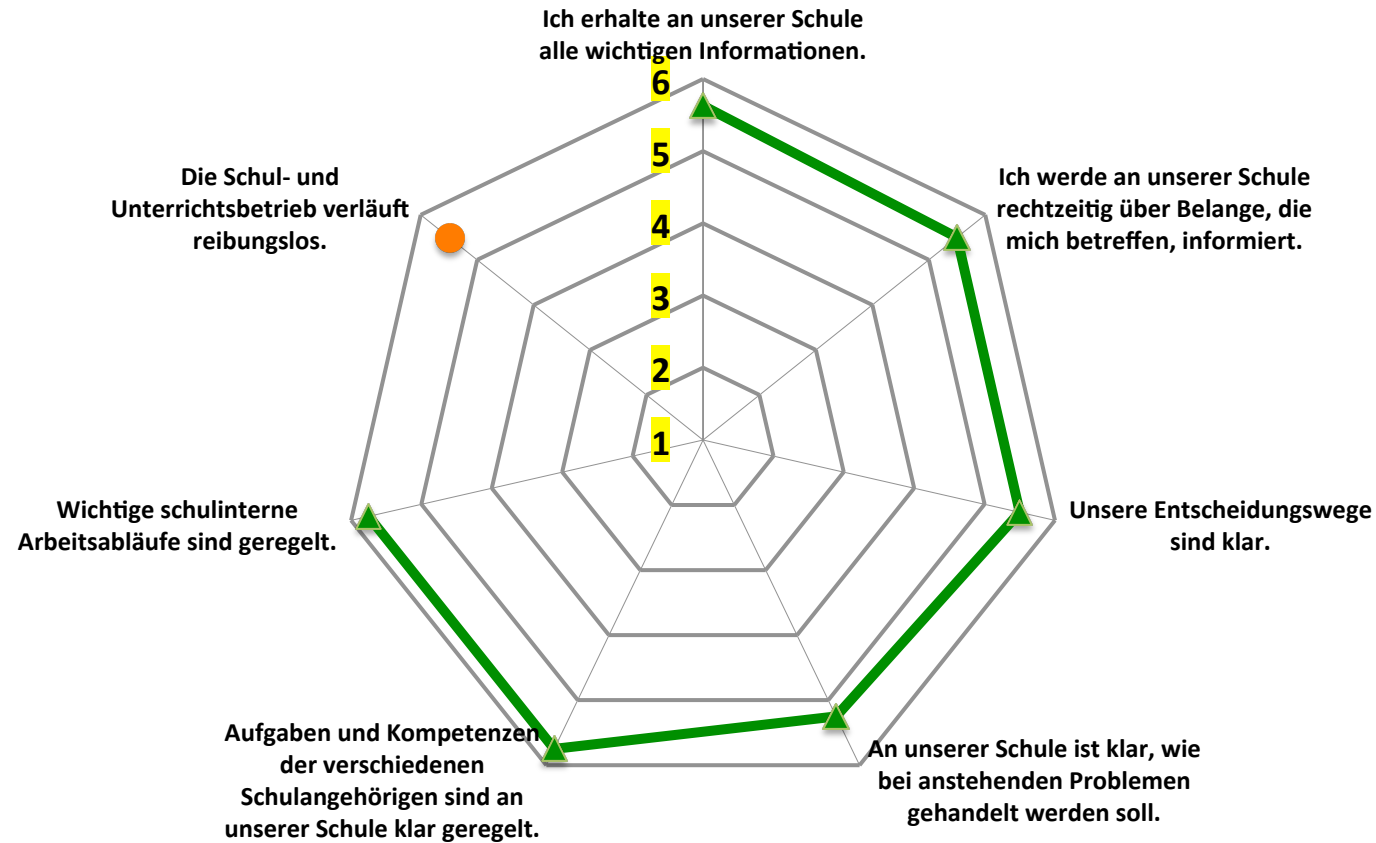 Ich erhalte an unserer Schule
alle wichtigen Informationen.
6
5
4
3
2
1
Die Schul- und
Unterrichtsbetrieb verläuft
reibungslos.
Ich werde an unserer Schule
rechtzeitig über Belange, die
mich betreffen, informiert.
Wichtige schulinterne
Arbeitsabläufe sind geregelt.
Unsere Entscheidungswege
sind klar.
Aufgaben und Kompetenzen
der verschiedenen
Schulangehörigen sind an
unserer Schule klar geregelt.
An unserer Schule ist klar, wie
bei anstehenden Problemen
gehandelt werden soll.